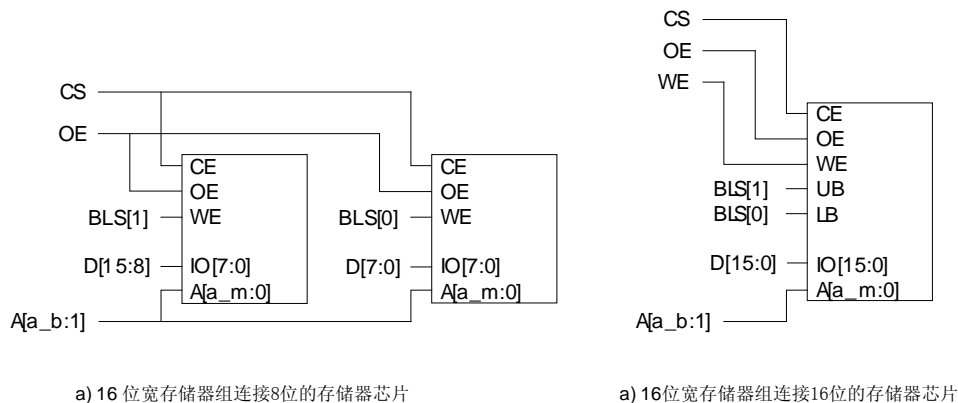 CS
OE
CE
OE
BLS[1]
WE
D[15:8]
IO[7:0]
A[a_m:0]
A[a_b:1]
CE
OE
BLS[0]
WE
D[7:0]
IO[7:0]
A[a_m:0]
a) 16 位宽存储器组连接8位的存储器芯片
CS
OE
WE
CE
OE
WE
BLS[1]
UB
BLS[0]
LB
D[15:0]
IO[15:0]
A[a_m:0]
A[a_b:1]
a) 16位宽存储器组连接16位的存储器芯片